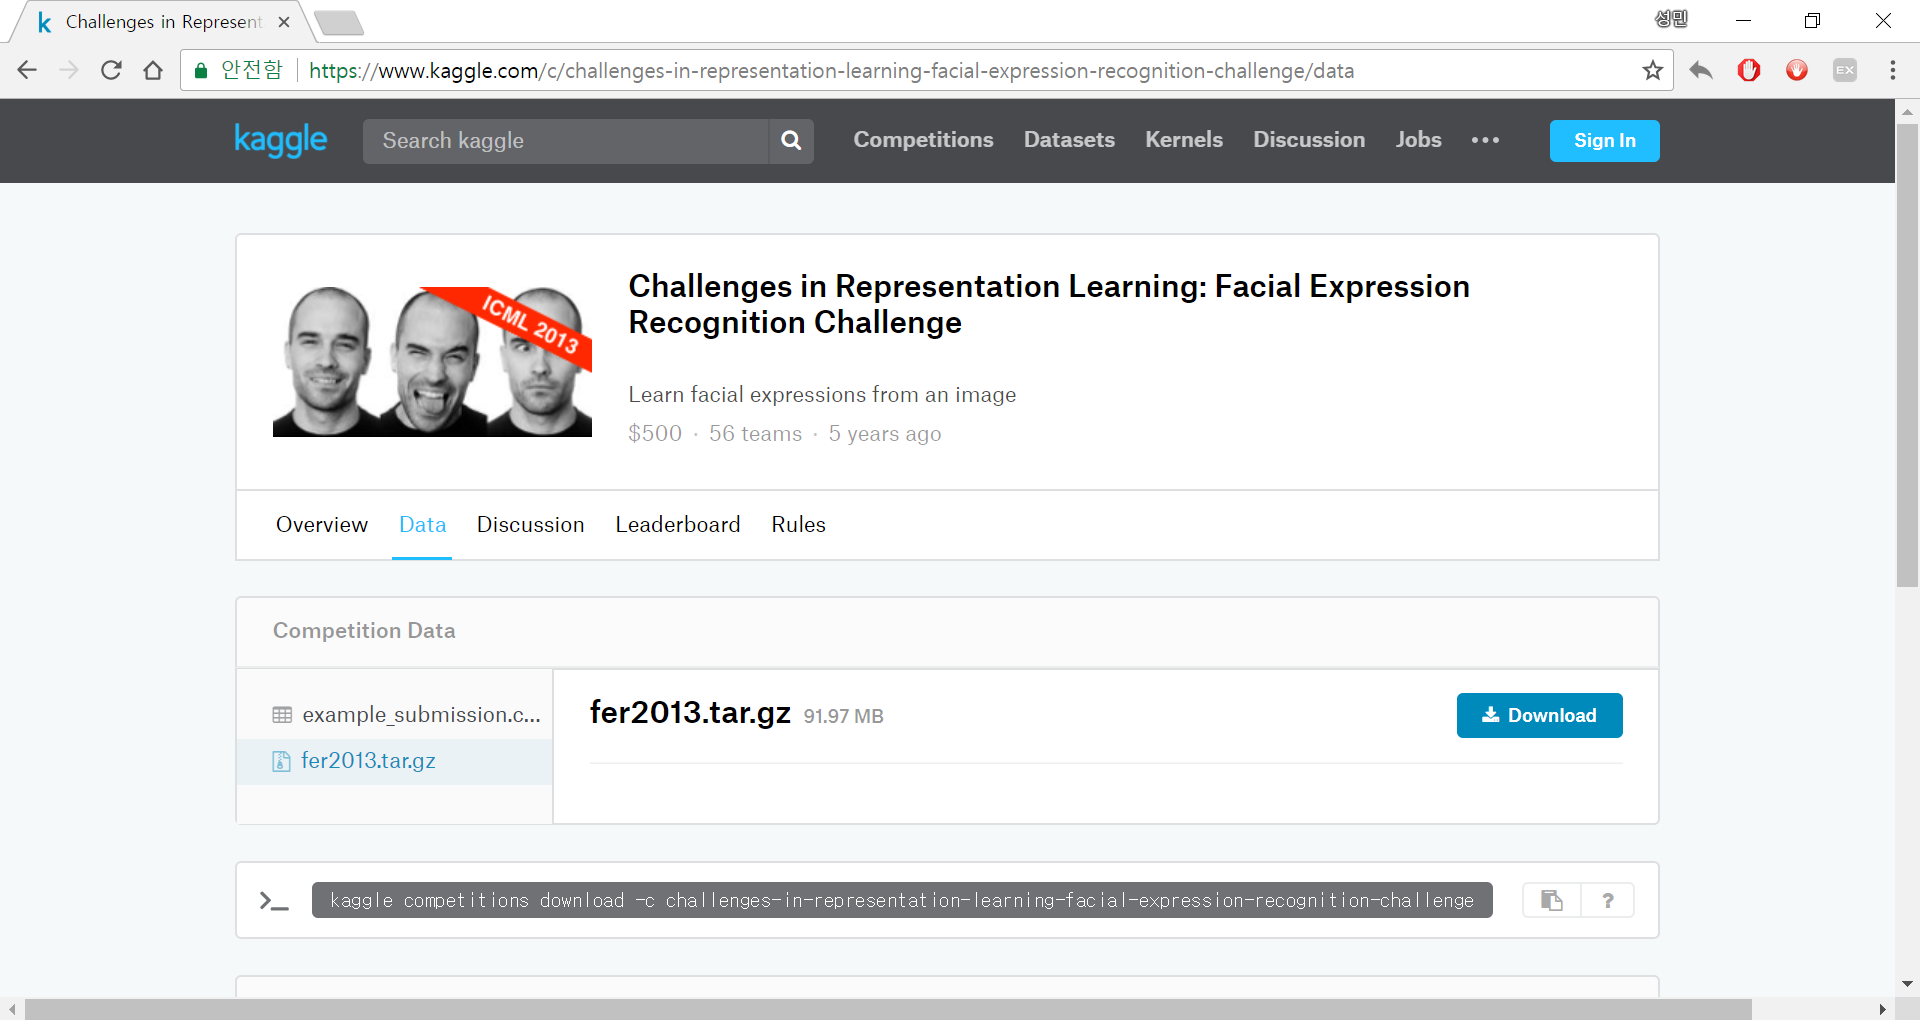 k Challenges in Represent
성민
안전함 https://www.kaggle.com/c/challenges-in-representation-learning-facial-expression-recognition-challenge/data
EX
kaggle Search kaggle Competitions Datasets Kernels Discussion Jobs ••• Sign In
ICML 2013
Challenges in Representation Learning: Facial Expression
Recognition Challenge
Learn facial expressions from an image
$500 · 56 teams · 5 years ago
Overview Data Discussion Leaderboard Rules
Competition Data
example_submission.c...
fer2013.tar.gz
fer2013.tar.gz 91.97 MB
Download
>_ kaggle competitions download -c challenges-in-representation-learning-facial-expression-recognition-challenge ?